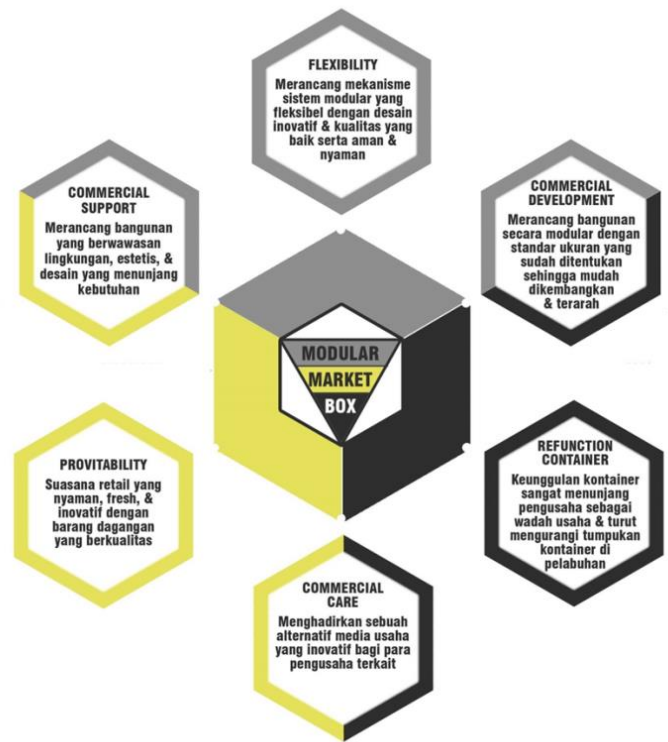 FLEXIBILITY
Merancang mekanisme
sistem modular yang
fleksibel dengan desain
inovatif & kualitas yang
baik serta aman &
nyaman
COMMERCIAL
SUPPORT
Merancang bangunan
yang berwawasan
lingkungan, estetis, &
desain yang menunjang
kebutuhan
COMMERCIAL
DEVELOPMENT
Merancang bangunan
secara modular dengan
standar ukuran yang
sudah ditentukan
sehingga mudah
dikembangkan
& terarah
MODULAR
MARKET
BOX
PROVITABILITY
Suasana retail yang
nyaman, fresh, &
inovatif dengan
barang dagangan
yang berkualitas
REFUNCTION
CONTAINER
Keunggulan kontainer
sangat menunjang
pengusaha sebagai
wadah usaha & turut
mengurangi tumpukan
kontainer di
pelabuhan
COMMERCIAL
CARE
Menghadirkan sebuah
alternatif media usaha
yang inovatif bagi para
pengusaha terkait